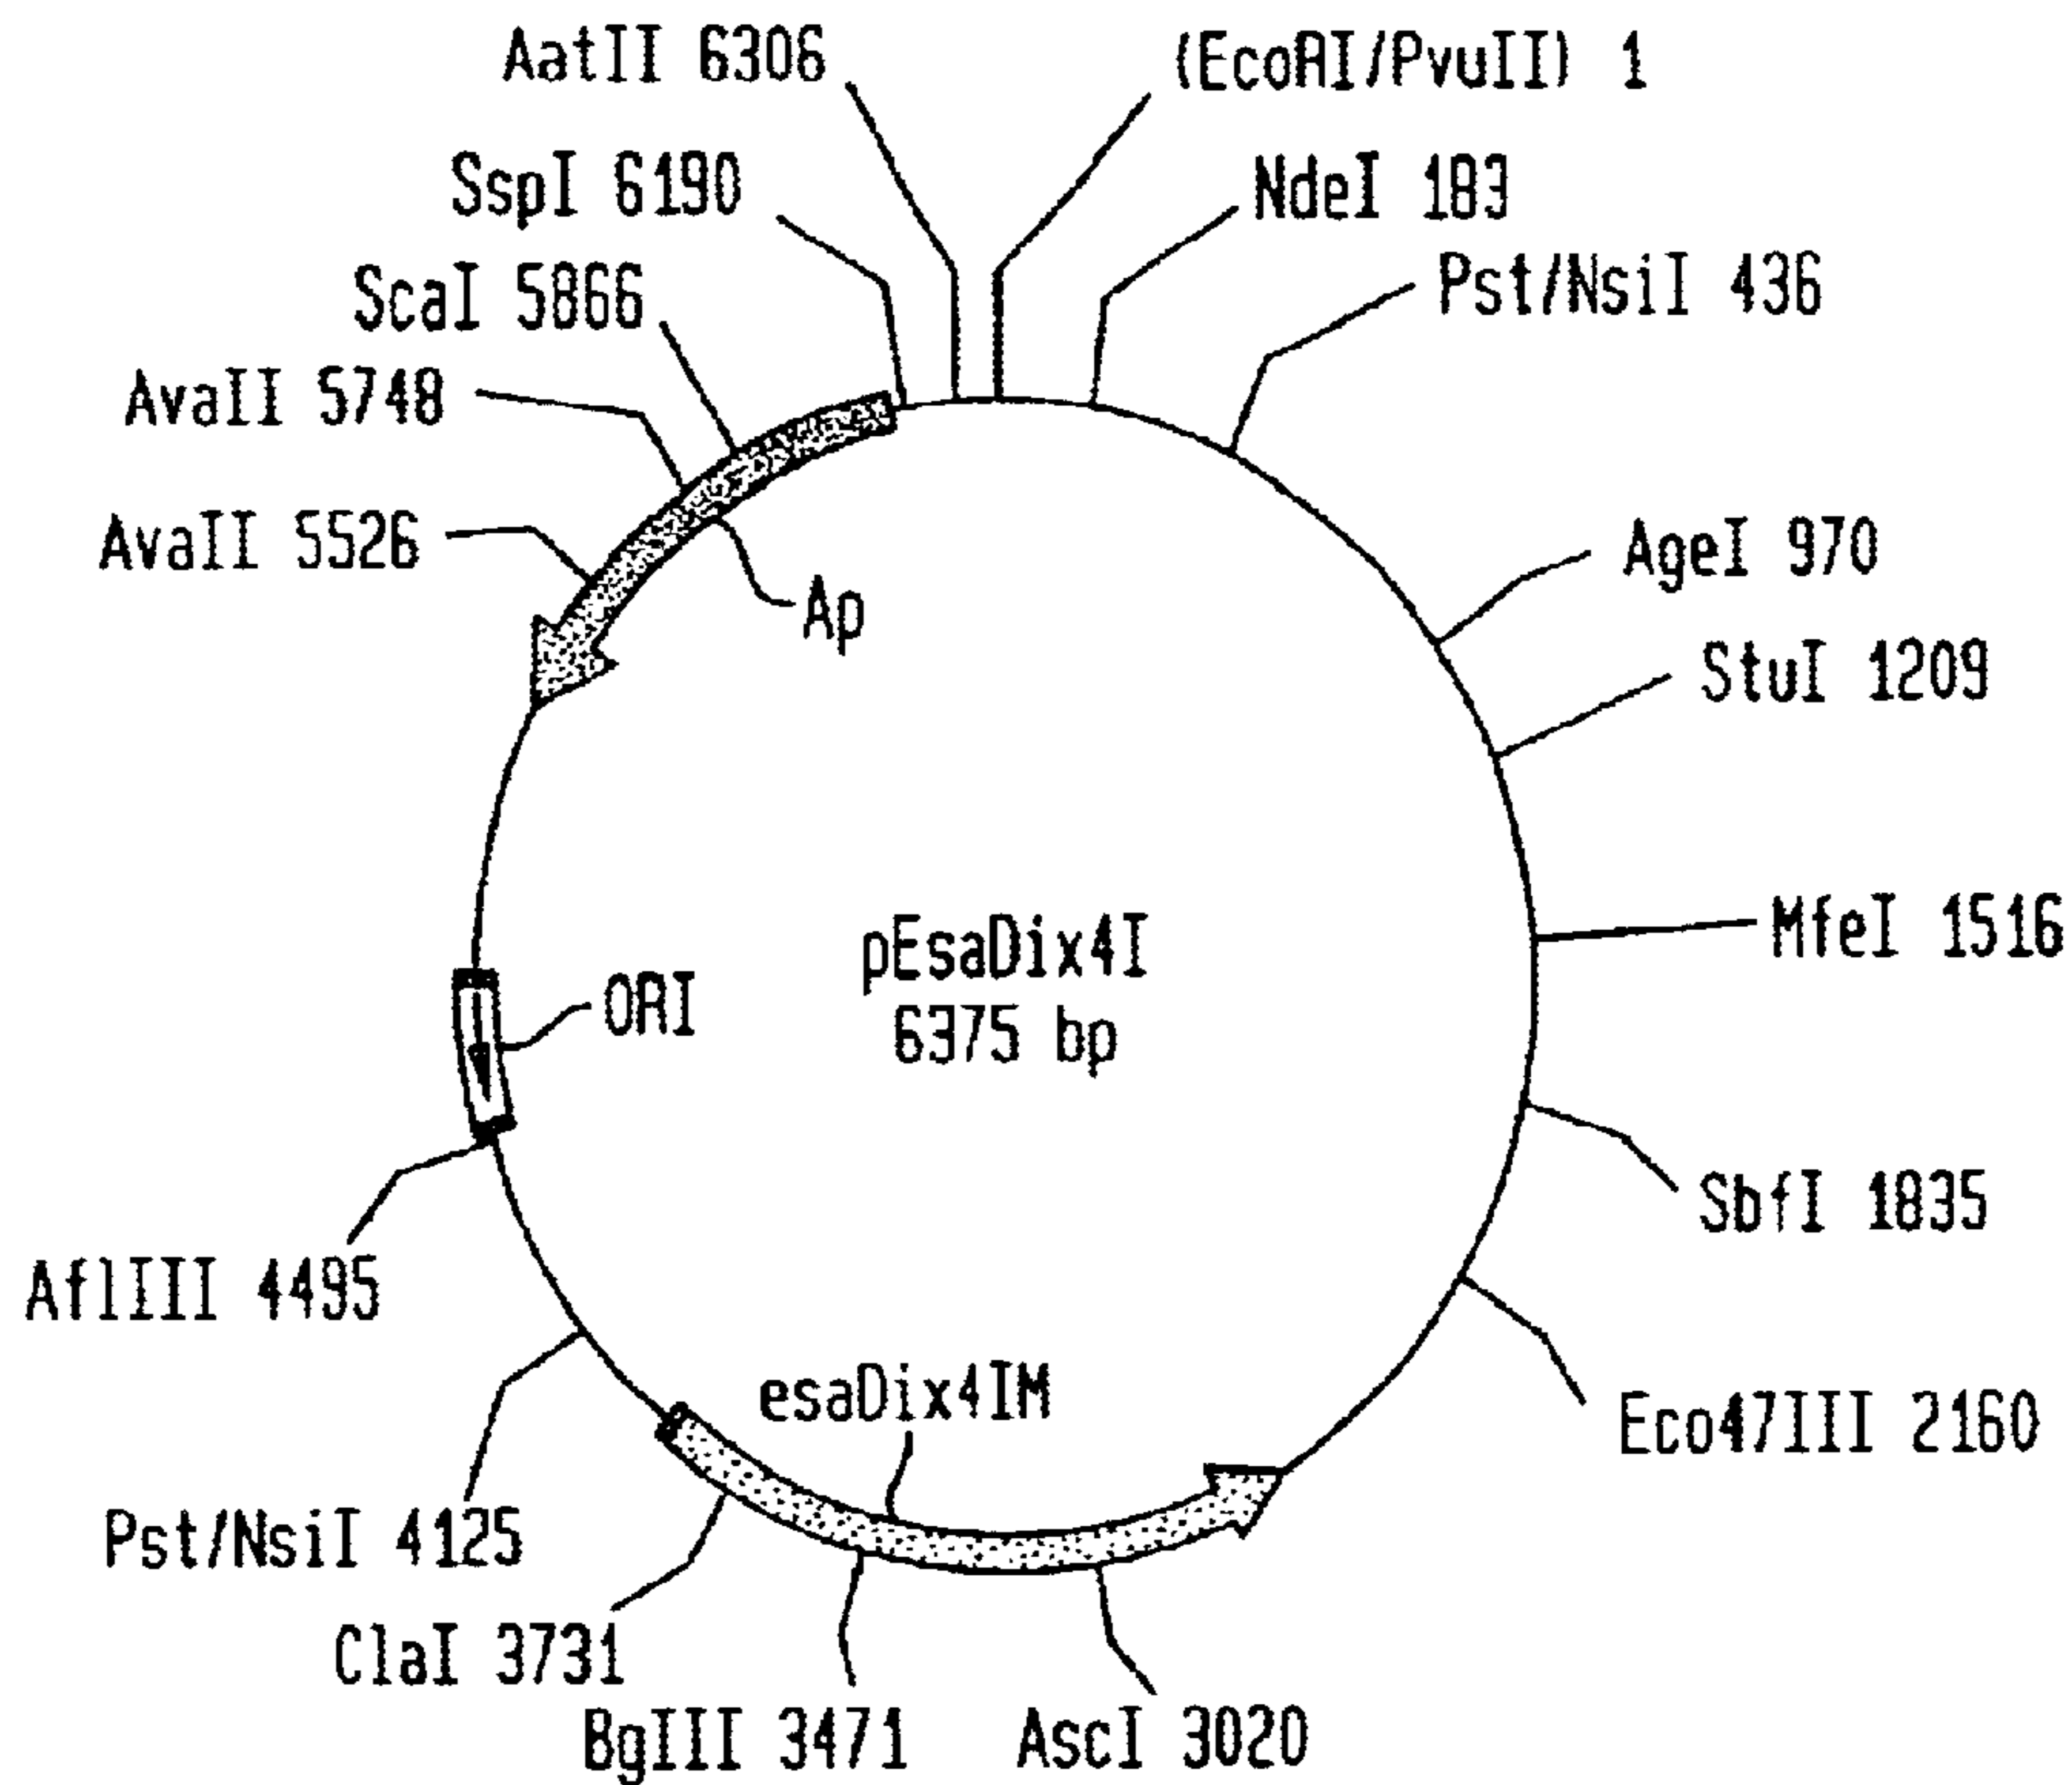 AatII 6306
(EcoRI/PvuII) 1
SspI 6190
NdeI 183
ScaI 5866
Pst/NsiI 436
AvaII 5748
AvaII 5526
AgeI 970
Ap
StuI 1209
pEsaDix4I
6375 bp
MfeI 1516
ORI
SbfI 1835
AflIII 4495
esaDix4IM
Eco47III 2160
Pst/NsiI 4125
ClaI 3731
BglII 3471
AscI 3020